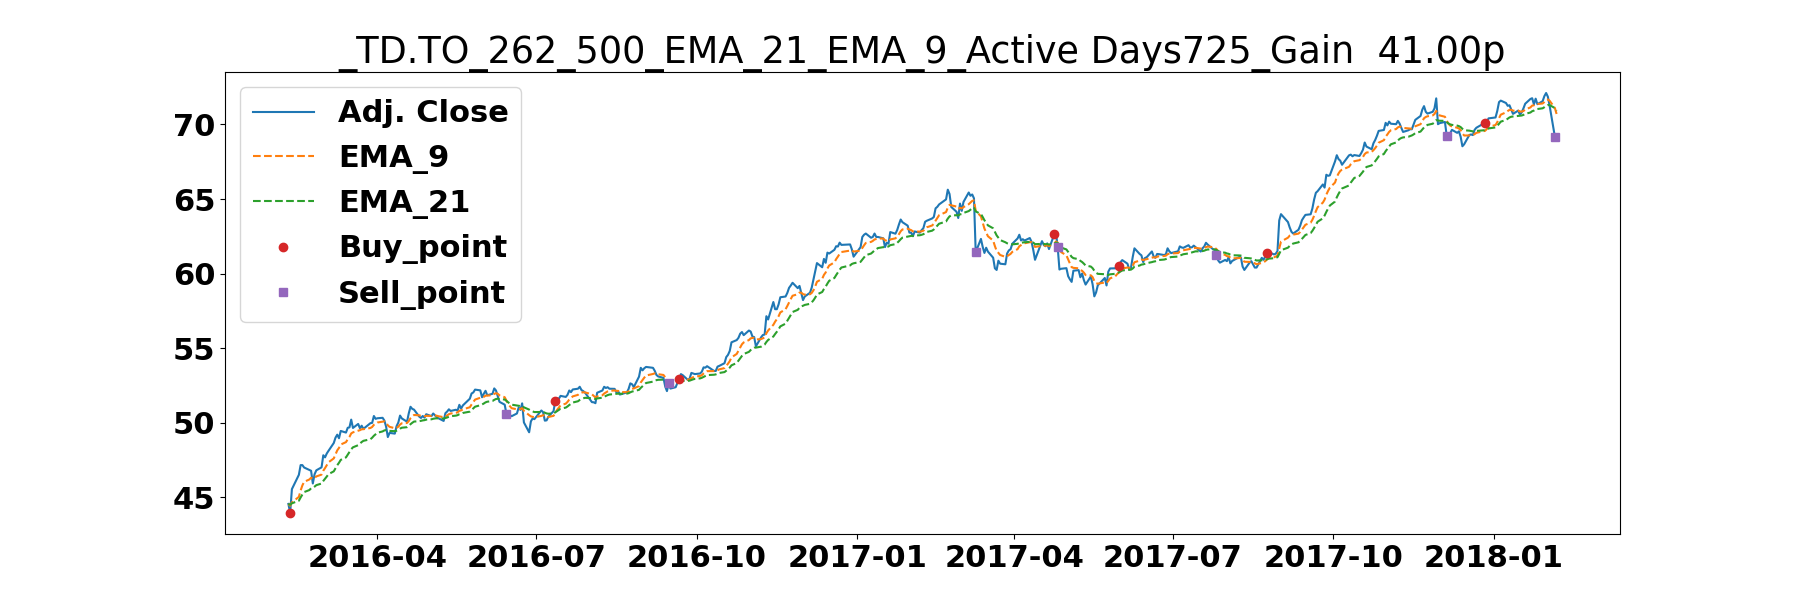 _TD.TO_262_500_EMA_21_EMA_9_Active Days725_Gain  41.00p
Adj. Close
EMA_9
EMA_21
Buy_point
Sell_point
70
65
60
55
50
45
2016-04 2016-07 2016-10 2017-01 2017-04 2017-07 2017-10 2018-01